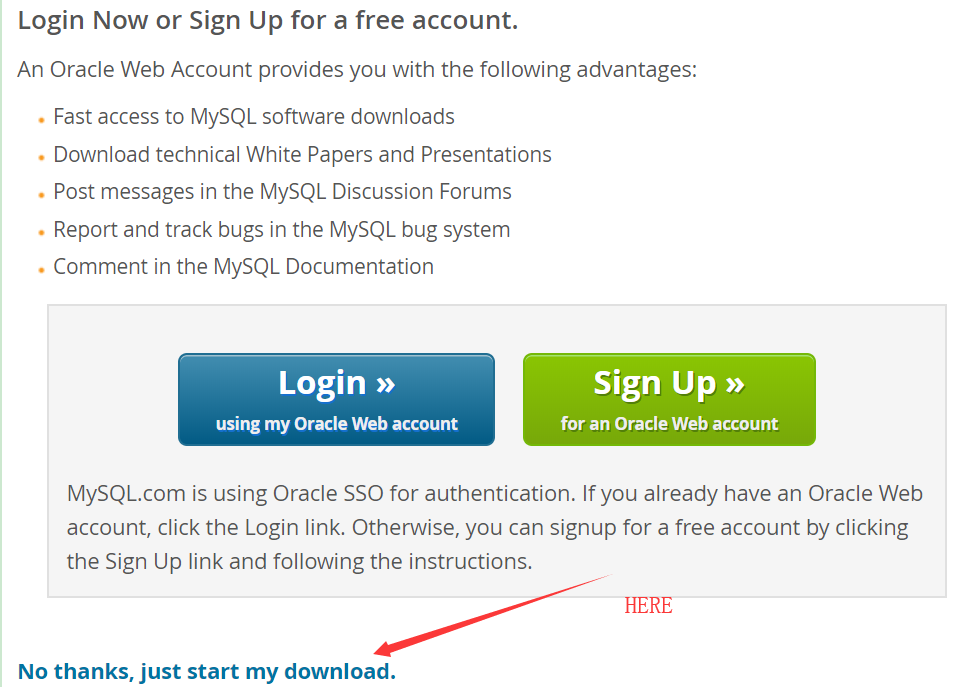 Login Now or Sign Up for a free account.
An Oracle Web Account provides you with the following advantages:
Fast access to MySQL software downloads
Download technical White Papers and Presentations
Post messages in the MySQL Discussion Forums
Report and track bugs in the MySQL bug system
Comment in the MySQL Documentation
Login »
using my Oracle Web account
Sign Up »
for an Oracle Web account
MySQL.com is using Oracle SSO for authentication. If you already have an Oracle Web
account, click the Login link. Otherwise, you can signup for a free account by clicking
the Sign Up link and following the instructions.
HERE
No thanks, just start my download.